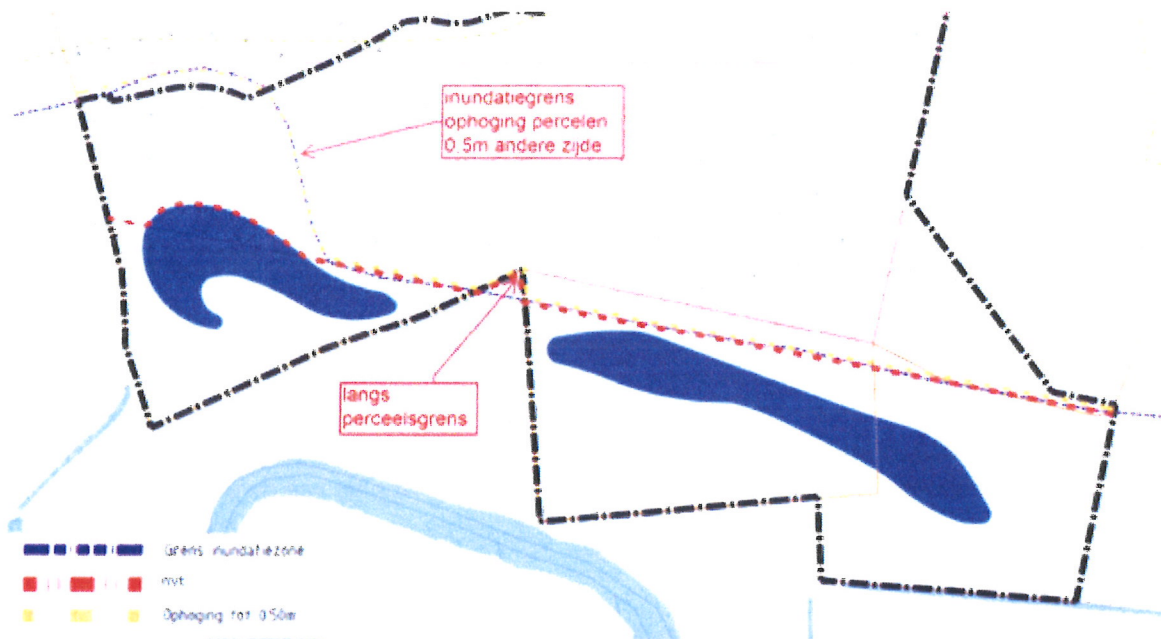 inundatiegrens
ophoging percelen
0.5m andere zijde
langs
perceelsgrens
Grens inundatiezone
nvt
Ophoging tot 0.50m